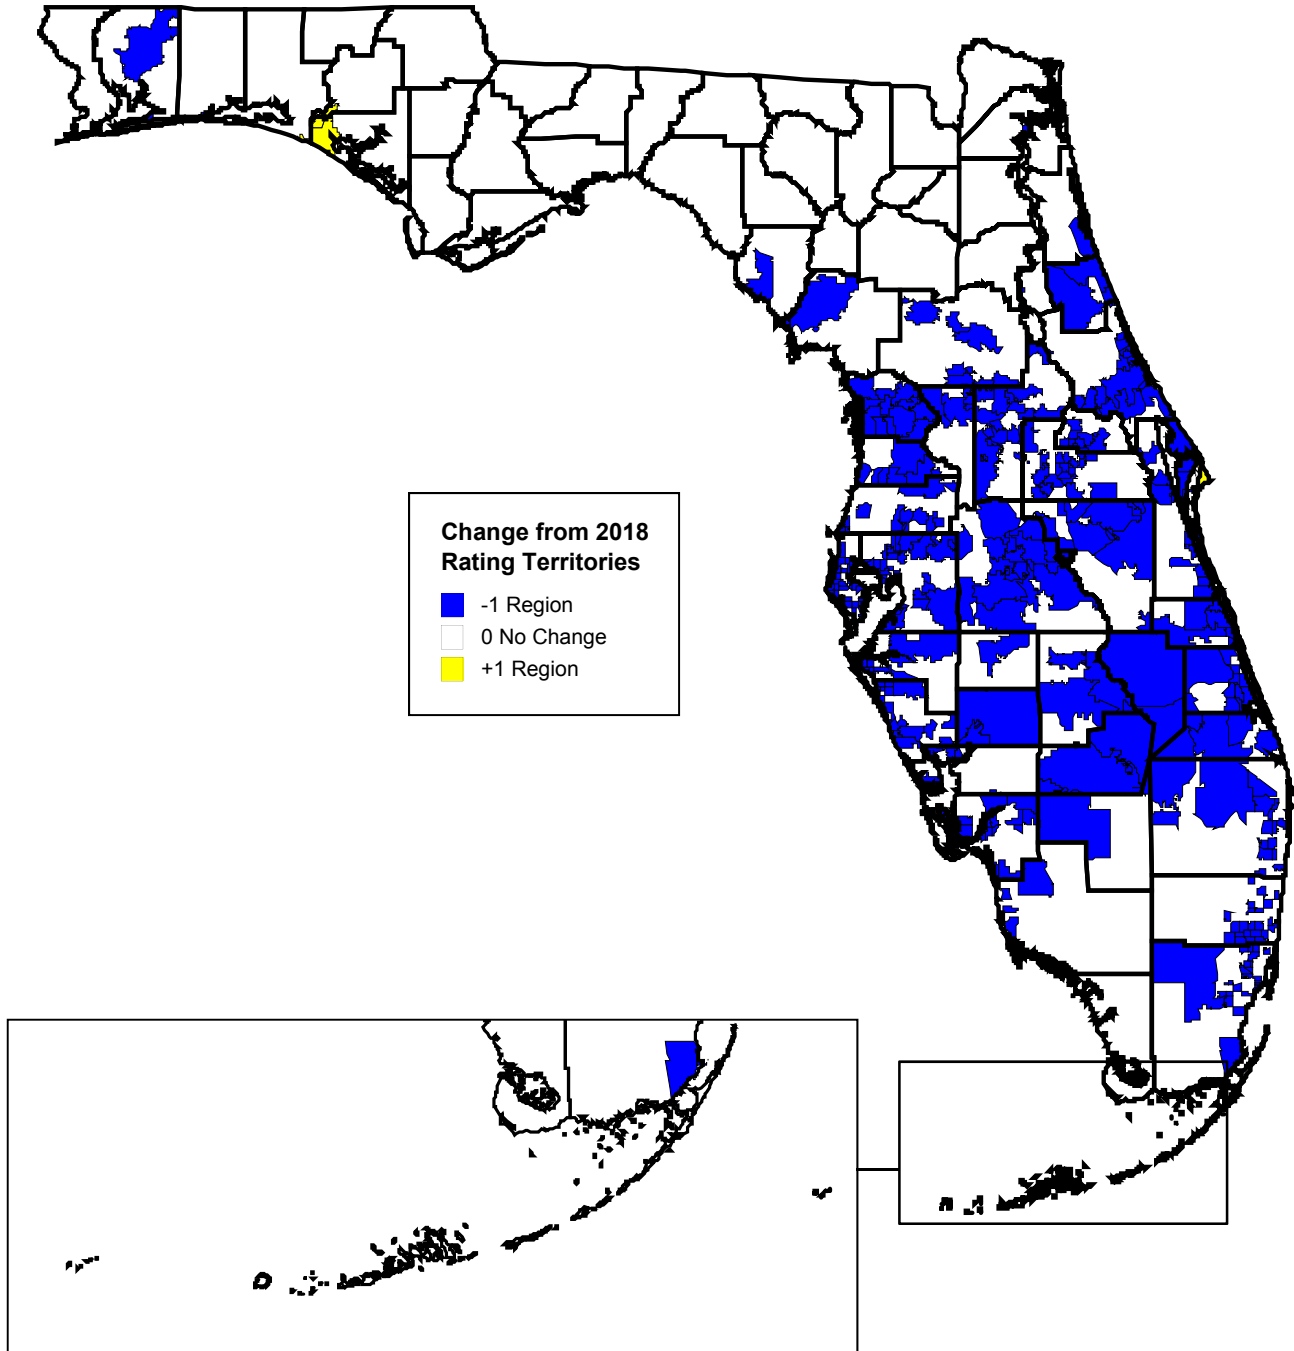 Change from 2018
Rating Territories
-1 Region
0 No Change
+1 Region